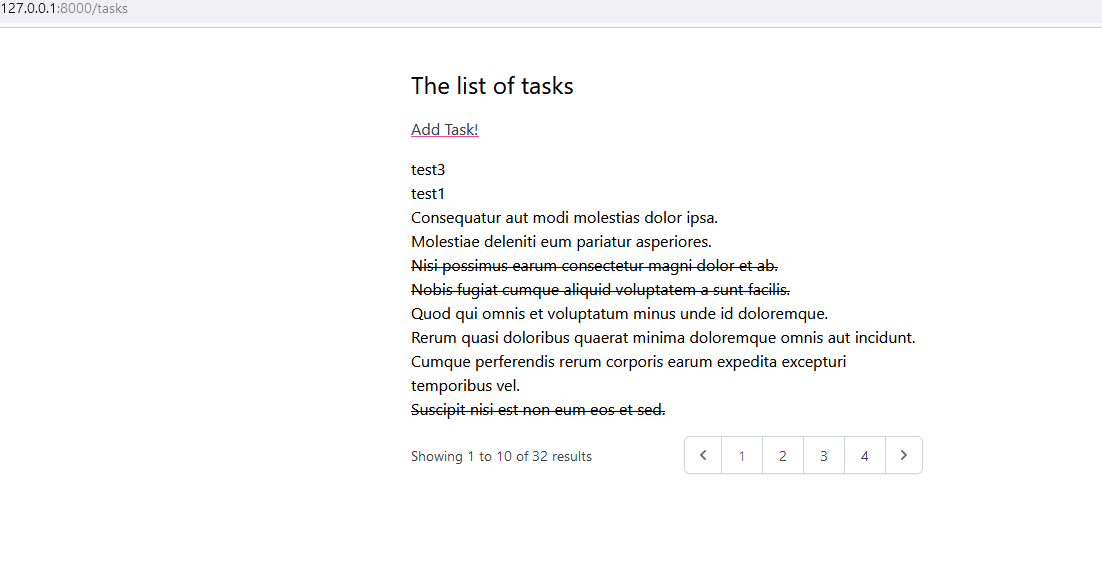 127.0.0.1:8000/tasks
The list of tasks
Add Task!
test3
test1
Consequatur aut modi molestias dolor ipsa.
Molestiae deleniti eum pariatur asperiores.
Nisi possimus earum consectetur magni dolor et ab.
Nobis fugiat cumque aliquid voluptatem a sunt facilis.
Quod qui omnis et voluptatum minus unde id doloremque.
Rerum quasi doloribus quaerat minima doloremque omnis aut incidunt.
Cumque perferendis rerum corporis earum expedita excepturi
temporibus vel.
Suscipit nisi est non eum eos et sed.
Showing 1 to 10 of 32 results 1 2 3 4